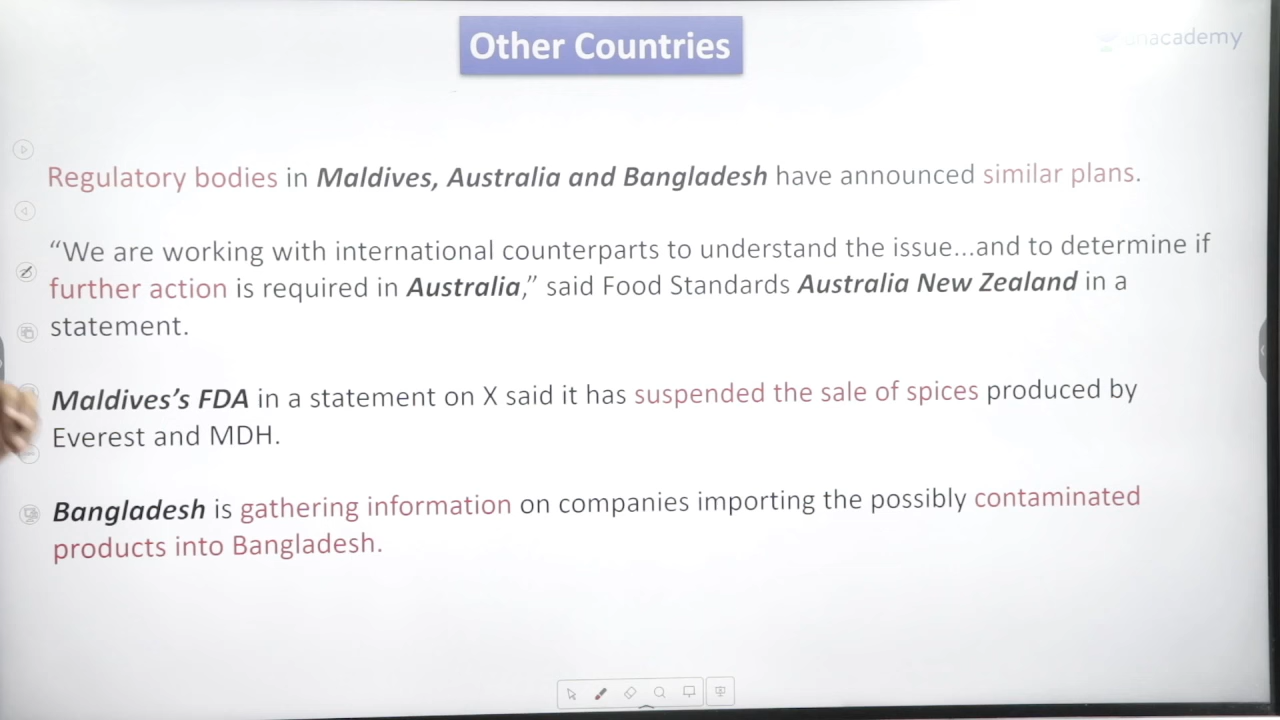 Other Countries
unacademy
Regulatory bodies in Maldives, Australia and Bangladesh have announced similar plans.
“We are working with international counterparts to understand the issue...and to determine if
further action is required in Australia,” said Food Standards Australia New Zealand in a
statement.
Maldives’s FDA in a statement on X said it has suspended the sale of spices produced by
Everest and MDH.
Bangladesh is gathering information on companies importing the possibly contaminated
products into Bangladesh.